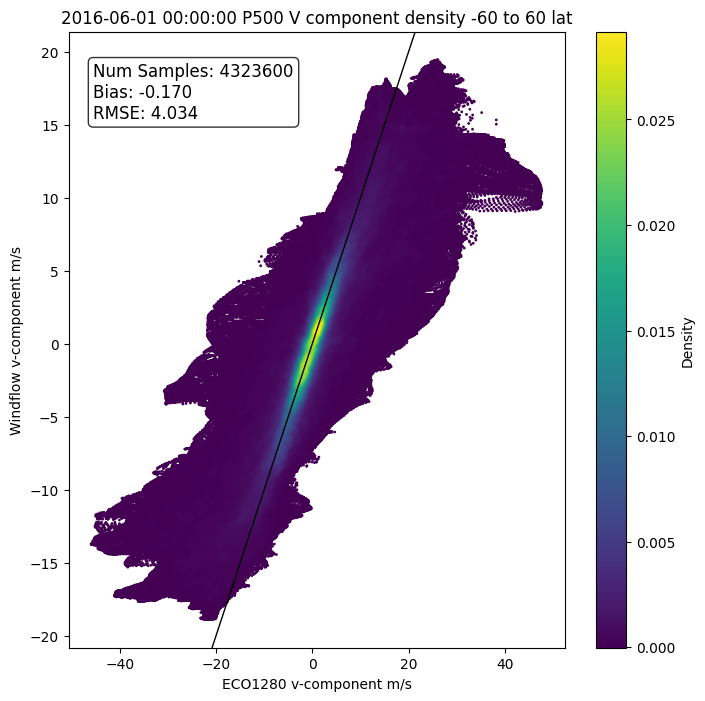 2016-06-01 00:00:00 P500 V component density -60 to 60 lat
Num Samples: 4323600
Bias: -0.170
RMSE: 4.034
20
15
10
5
0
−5
−10
−15
−20
Windflow v-component m/s
−40
−20
0
20
40
ECO1280 v-component m/s
0.025
0.020
0.015
0.010
0.005
0.000
Density